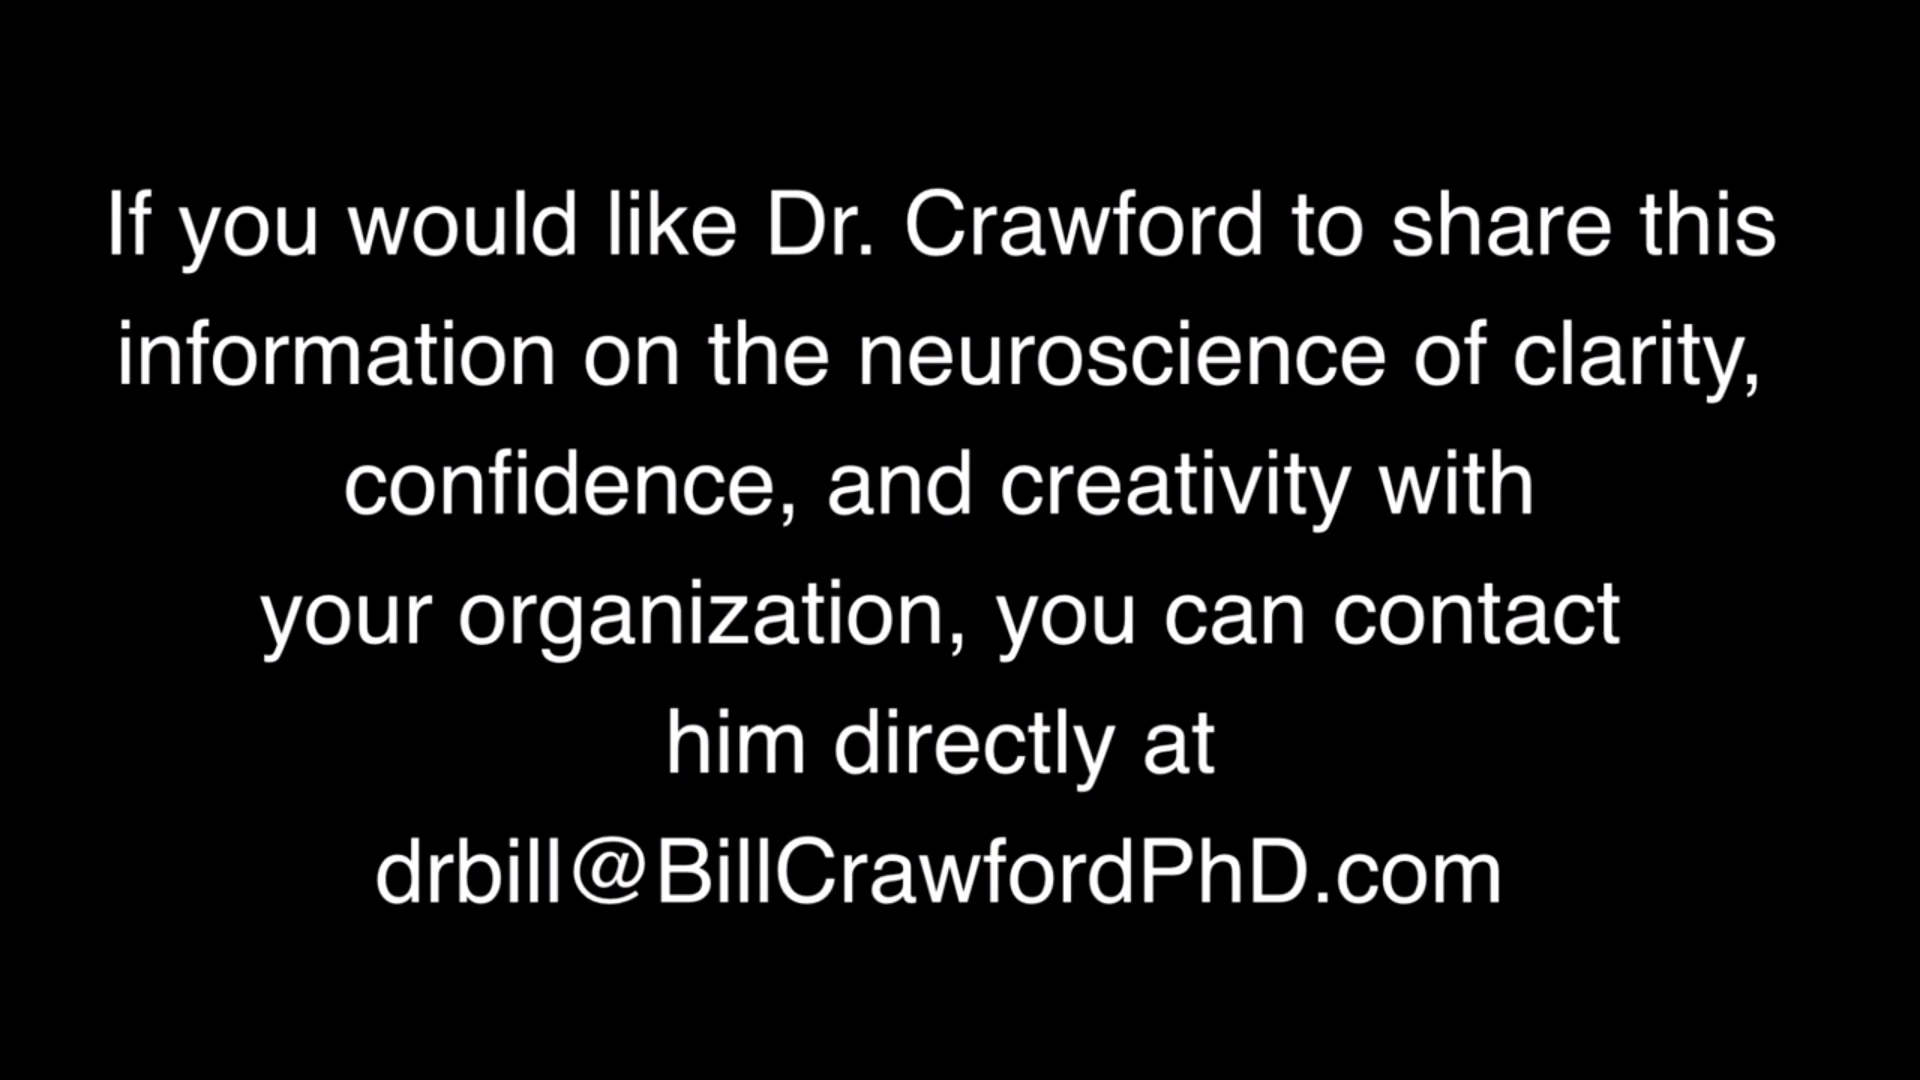 If you would like Dr. Crawford to share this
information on the neuroscience of clarity,
confidence, and creativity with
your organization, you can contact
him directly at
drbill@BillCrawfordPhD.com